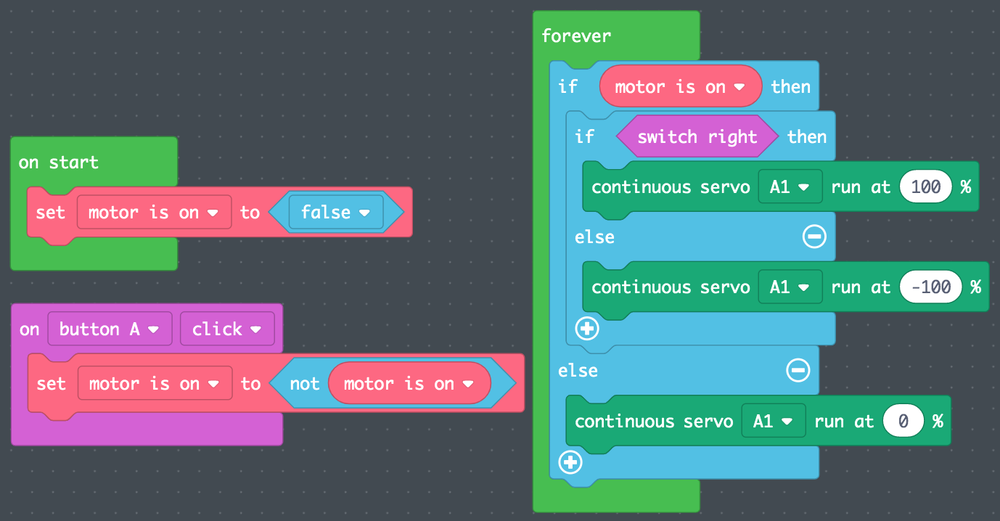 on start
set motor is on to false
on button A click
set motor is on to not motor is on
forever
if motor is on then
if switch right then
continuous servo A1 run at 100 %
else
continuous servo A1 run at -100 %
else
continuous servo A1 run at 0 %